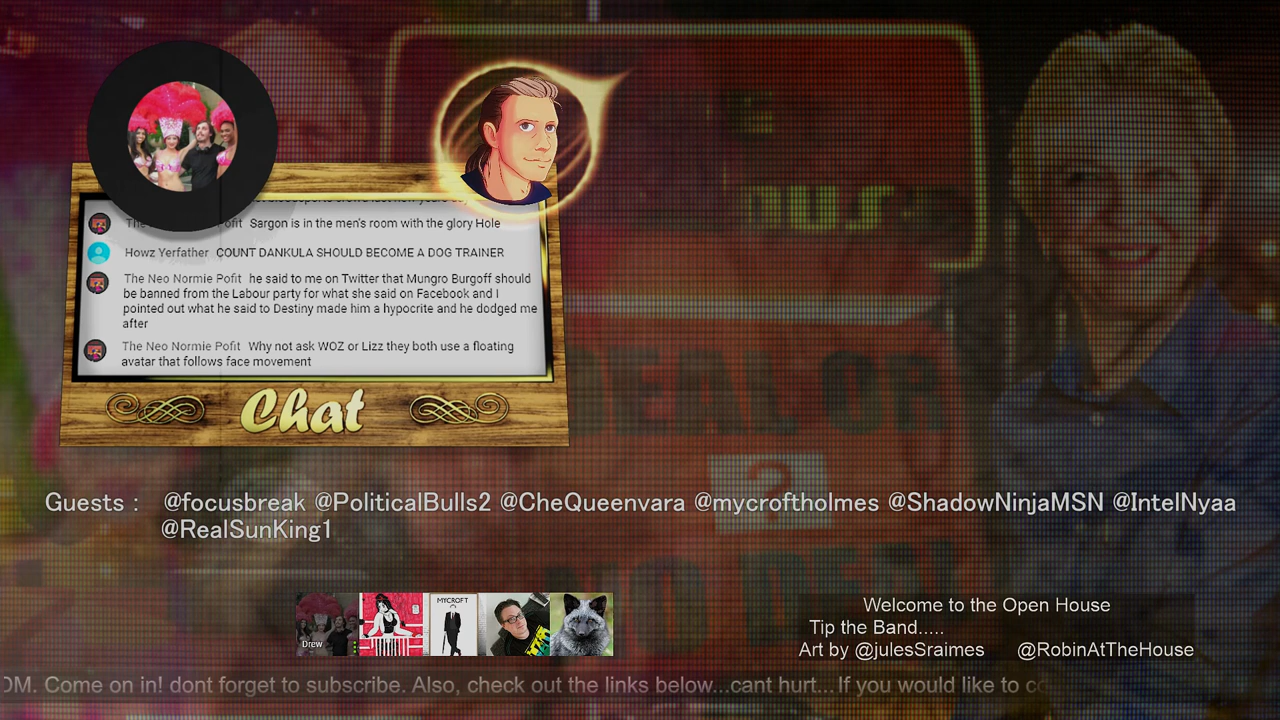 The Pofit Sargon is in the men's room with the glory Hole
Howz Yerfather COUNT DANKULA SHOULD BECOME A DOG TRAINER
The Neo Normie Pofit he said to me on Twitter that Mungro Burgoff should
be banned from the Labour party for what she said on Facebook and I
pointed out what he said to Destiny made him a hypocrite and he dodged me
after
The Neo Normie Pofit Why not ask WOZ or Lizz they both use a floating
avatar that follows face movement
Chat
DEAL OR
?
NO DEAL
Guests : @focusbreak @PoliticalBulls2 @CheQueenvara @mycroftholmes @ShadowNinjaMSN @IntelNyaa
@RealSunKing1
Drew
MYCROFT
Welcome to the Open House
Tip the Band.....
Art by @julesSraimes @RobinAtTheHouse
OM. Come on in! dont forget to subscribe. Also, check out the links below...cant hurt... If you would like to